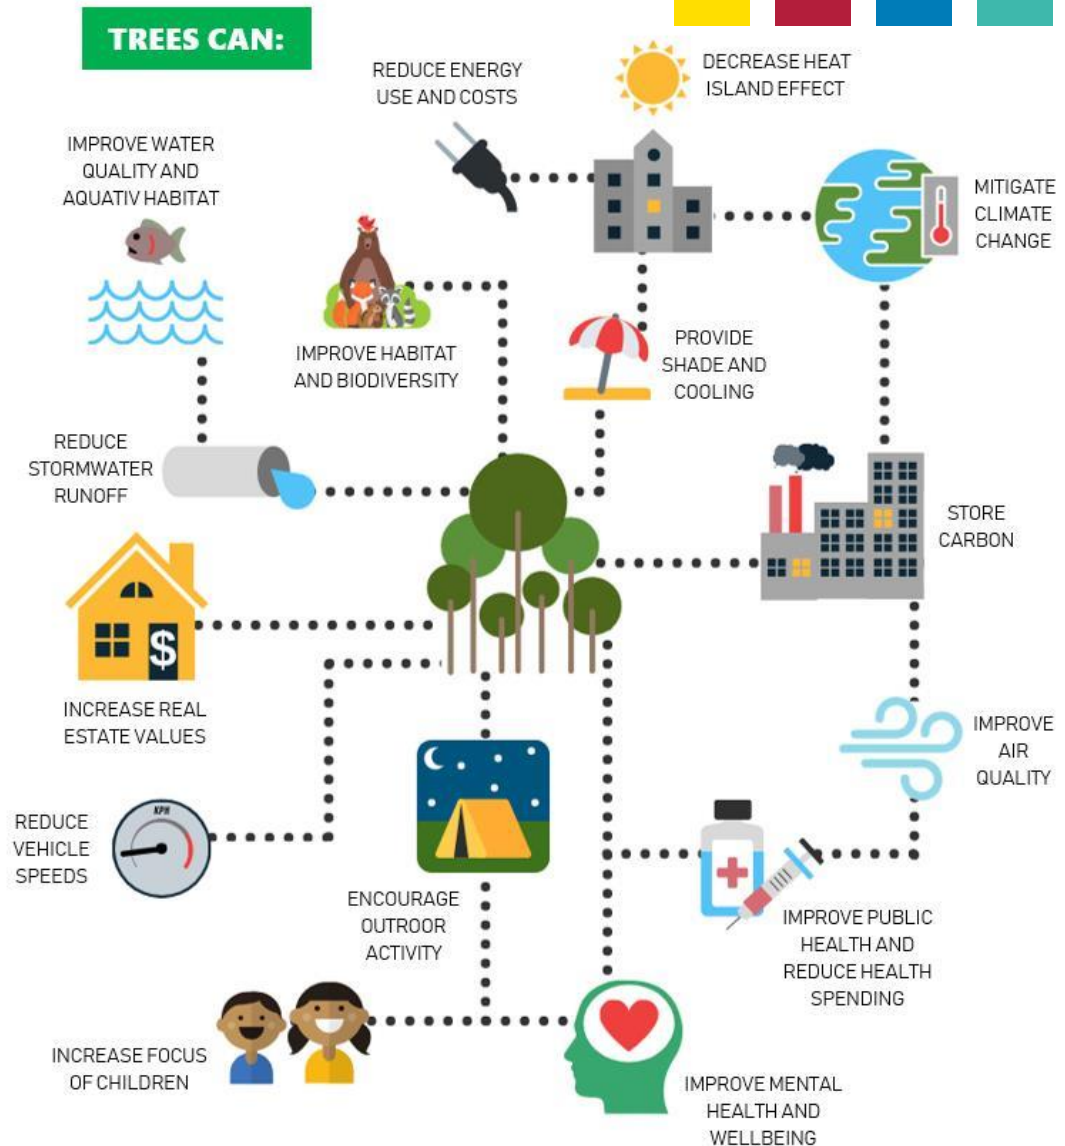 TREES CAN:
REDUCE ENERGY
USE AND COSTS
DECREASE HEAT
ISLAND EFFECT
IMPROVE WATER
QUALITY AND
AQUATIV HABITAT
MITIGATE
CLIMATE
CHANGE
IMPROVE HABITAT
AND BIODIVERSITY
PROVIDE
SHADE AND
COOLING
REDUCE
STORMWATER
RUNOFF
STORE
CARBON
$
INCREASE REAL
ESTATE VALUES
IMPROVE
AIR
QUALITY
KPH
REDUCE
VEHICLE
SPEEDS
ENCOURAGE
OUTROOR
ACTIVITY
IMPROVE PUBLIC
HEALTH AND
REDUCE HEALTH
SPENDING
INCREASE FOCUS
OF CHILDREN
IMPROVE MENTAL
HEALTH AND
WELLBEING